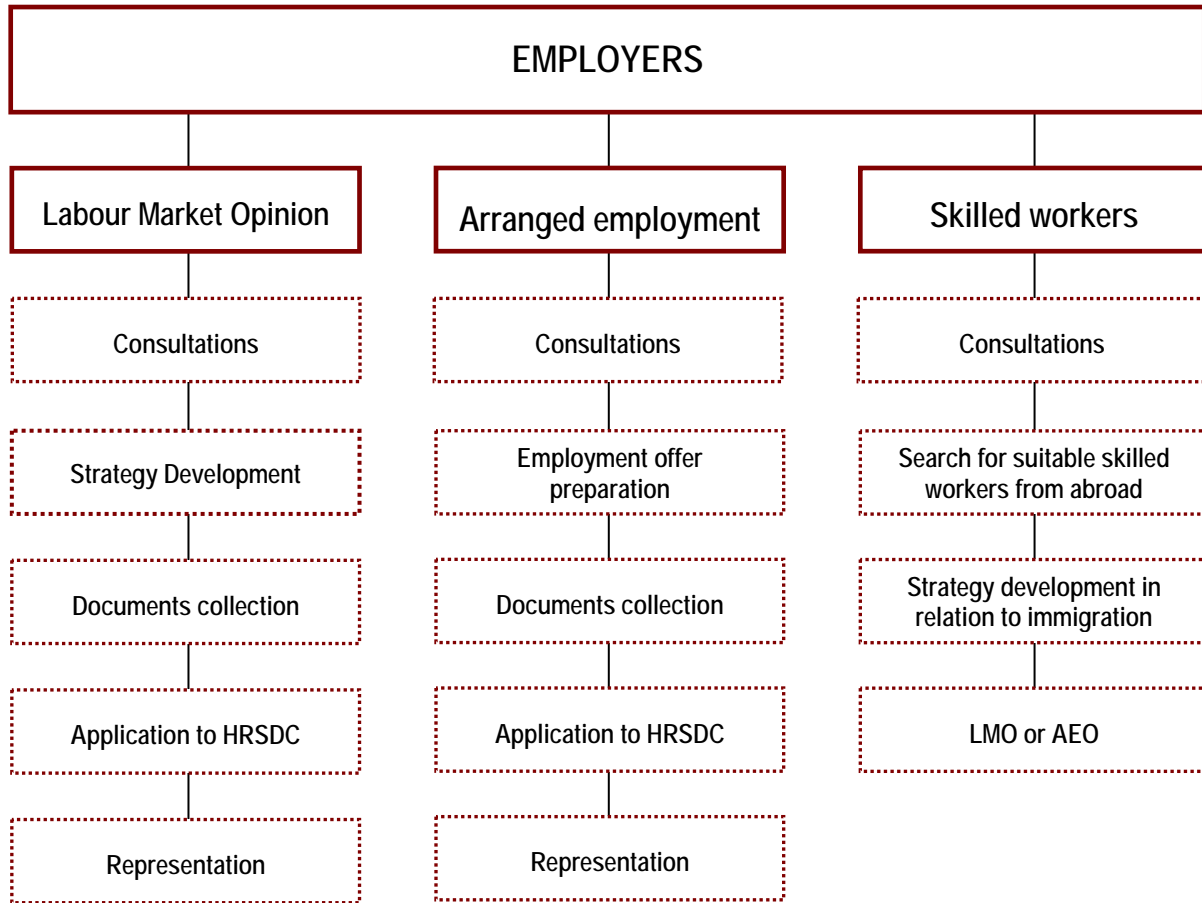 EMPLOYERS
Labour Market Opinion
Consultations
Strategy Development
Documents collection
Application to HRSDC
Representation
Arranged employment
Consultations
Employment offer
preparation
Documents collection
Application to HRSDC
Representation
Skilled workers
Consultations
Search for suitable skilled
workers from abroad
Strategy development in
relation to immigration
LMO or AEO